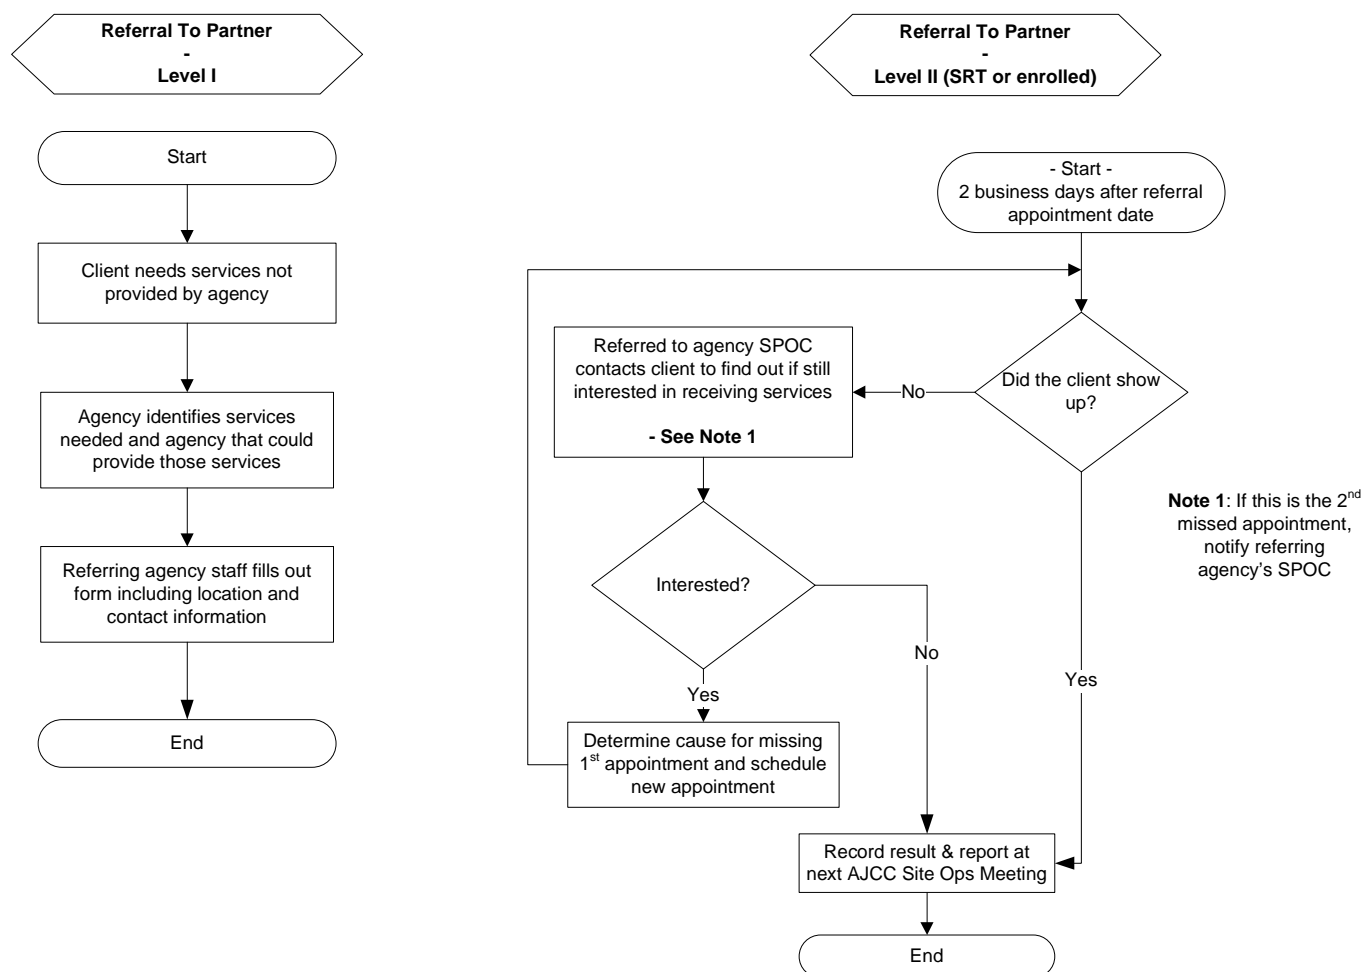 Referral To Partner
-
Level I
Start
Client needs services not
provided by agency
Agency identifies services
needed and agency that could
provide those services
Referring agency staff fills out
form including location and
contact information
End
Referral To Partner
-
Level II (SRT or enrolled)
- Start -
2 business days after referral
appointment date
Did the client show
up?
No
Referred to agency SPOC
contacts client to find out if still
interested in receiving services
- See Note 1
Interested?
No
Yes
Yes
Determine cause for missing
1st appointment and schedule
new appointment
Record result & report at
next AJCC Site Ops Meeting
End
Note 1: If this is the 2nd
missed appointment,
notify referring
agency’s SPOC